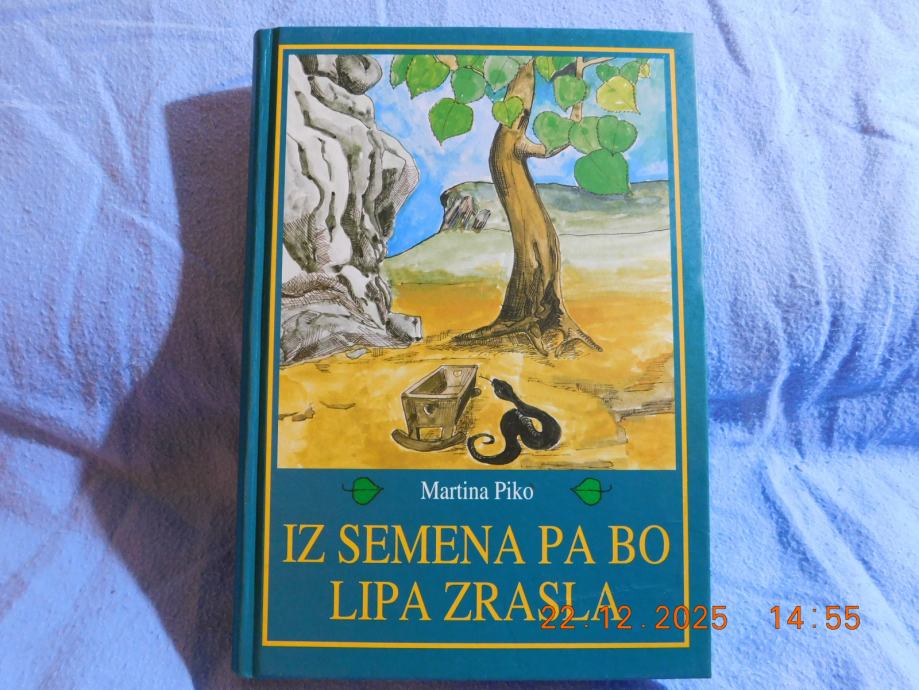 Martina Piko
IZ SEMENA PA BO
LIPA ZRASLA
22.12.2025 14:55